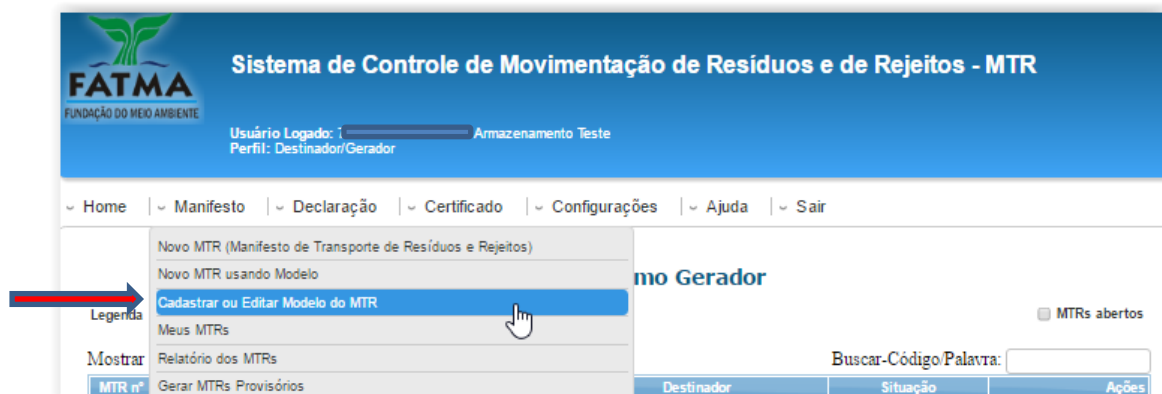 FATMA
FUNDAÇÃO DO MEIO AMBIENTE
Sistema de Controle de Movimentação de Resíduos e de Rejeitos - MTR
Usuário Logado: Armazenamento Teste
Perfil: Destinador/Gerador
Home Manifesto Declaração Certificado Configurações Ajuda Sair
Novo MTR (Manifesto de Transporte de Resíduos e Rejeitos)
Novo MTR usando Modelo
mo Gerador
Cadastrar ou Editar Modelo do MTR
Legenda
MTRs abertos
Meus MTRs
Mostrar
Relatório dos MTRs
Buscar-Código/Palavra:
MTR nº
Gerar MTRs Provisórios
Destinador Situação Ações